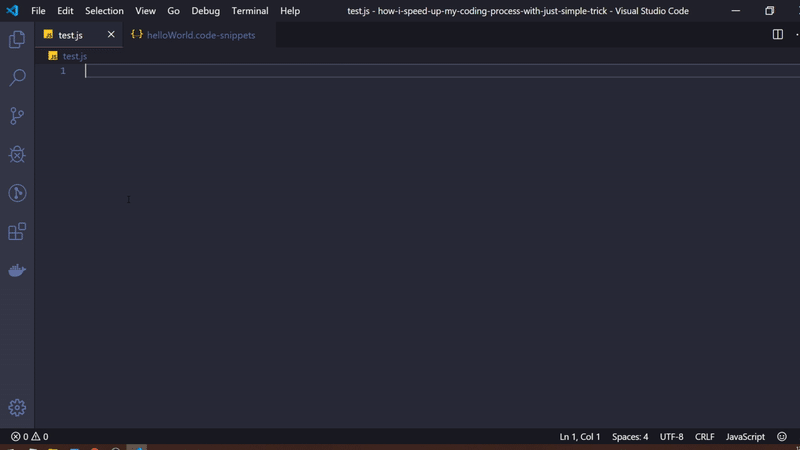 File Edit Selection View Go Debug Terminal Help test.js - how-i-speed-up-my-coding-process-with-just-simple-trick - Visual Studio Code
JS test.js {..} helloWorld.code-snippets
JS test.js
1
0 0 Ln 1, Col 1 Spaces: 4 UTF-8 CRLF JavaScript